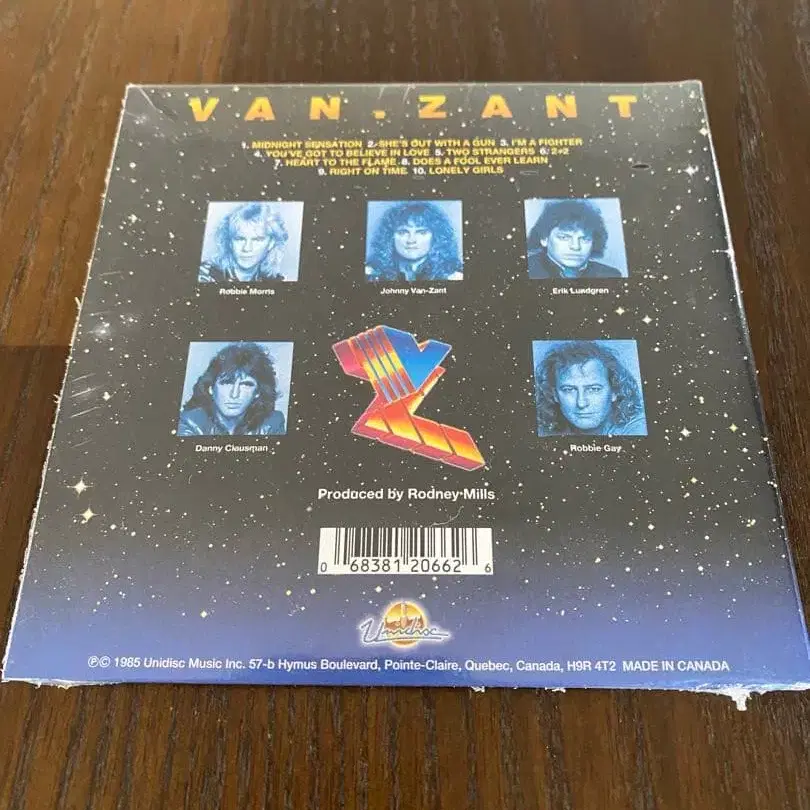 VAN-ZANT
1. MIDNIGHT SENSATION 2. SHE'S OUT WITH A GUN 3. I'M A FIGHTER
4. YOU'VE GOT TO BELIEVE IN LOVE 5. TWO STRANGERS 6. 2+2
7. HEART TO THE FLAME 8. DOES A FOOL EVER LEARN
9. RIGHT ON TIME 10. LONELY GIRLS
Robbie Morris
Johnny Van-Zant
Erik Lundgren
Danny Clausman
Robbie Gay
Produced by Rodney Mills
0 68381 20662 6
Unidisc
℗© 1985 Unidisc Music Inc. 57-b Hymus Boulevard, Pointe-Claire, Quebec, Canada, H9R 4T2 MADE IN CANADA